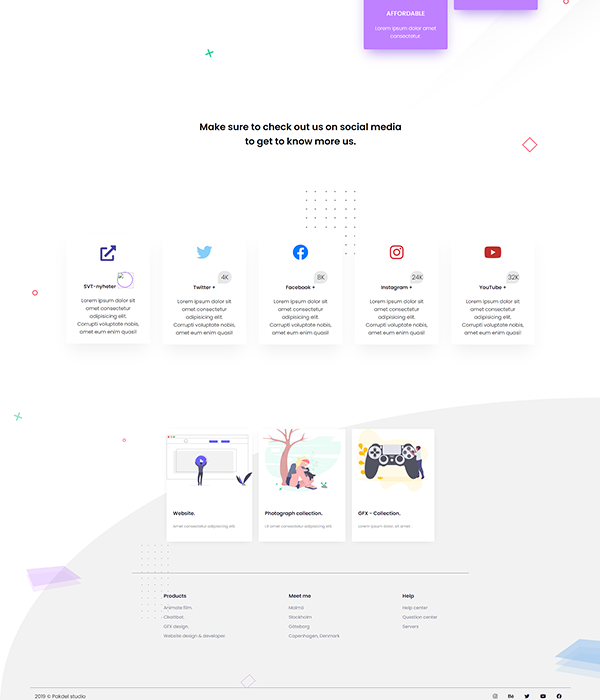 AFFORDABLE
Lorem ipsum dolor amet
consectetur
Make sure to check out us on social media
to get to know more us.
SVT-nyheter
Lorem ipsum dolor sit
amet consectetur
adipisicing elit.
Corrupti voluptate nobis,
amet eum enim quasi!
4K
Twitter +
Lorem ipsum dolor sit
amet consectetur
adipisicing elit.
Corrupti voluptate nobis,
amet eum enim quasi!
8K
Facebook +
Lorem ipsum dolor sit
amet consectetur
adipisicing elit.
Corrupti voluptate nobis,
amet eum enim quasi!
24K
Instagram +
Lorem ipsum dolor sit
amet consectetur
adipisicing elit.
Corrupti voluptate nobis,
amet eum enim quasi!
32K
YouTube +
Lorem ipsum dolor sit
amet consectetur
adipisicing elit.
Corrupti voluptate nobis,
amet eum enim quasi!
Website.
amet consectetur adipisicing elit.
Photograph collection.
Ut amet consectetur adipisicing elit.
GFX - Collection.
Lorem ipsum dolor sit amet.
Products
Animate film.
Chattbot.
GFX design.
Website design & developer.
Meet me
Malmö
Stockholm
Göteborg
Copenhagen, Denmark
Help
Help center
Question center
Servers
2019 © Pakdel studio